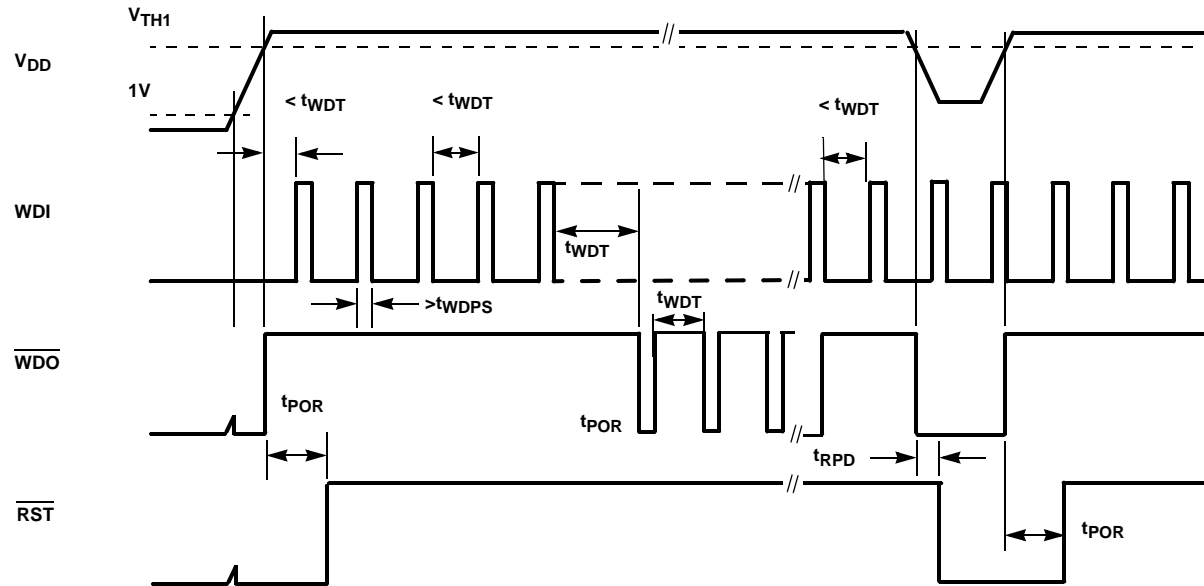 VTH1
VDD
1V
< tWDT
< tWDT
< tWDT
WDI
tWDT
>tWDPS
tWDT
WDO
tPOR
tPOR
tRPD
RST
tPOR